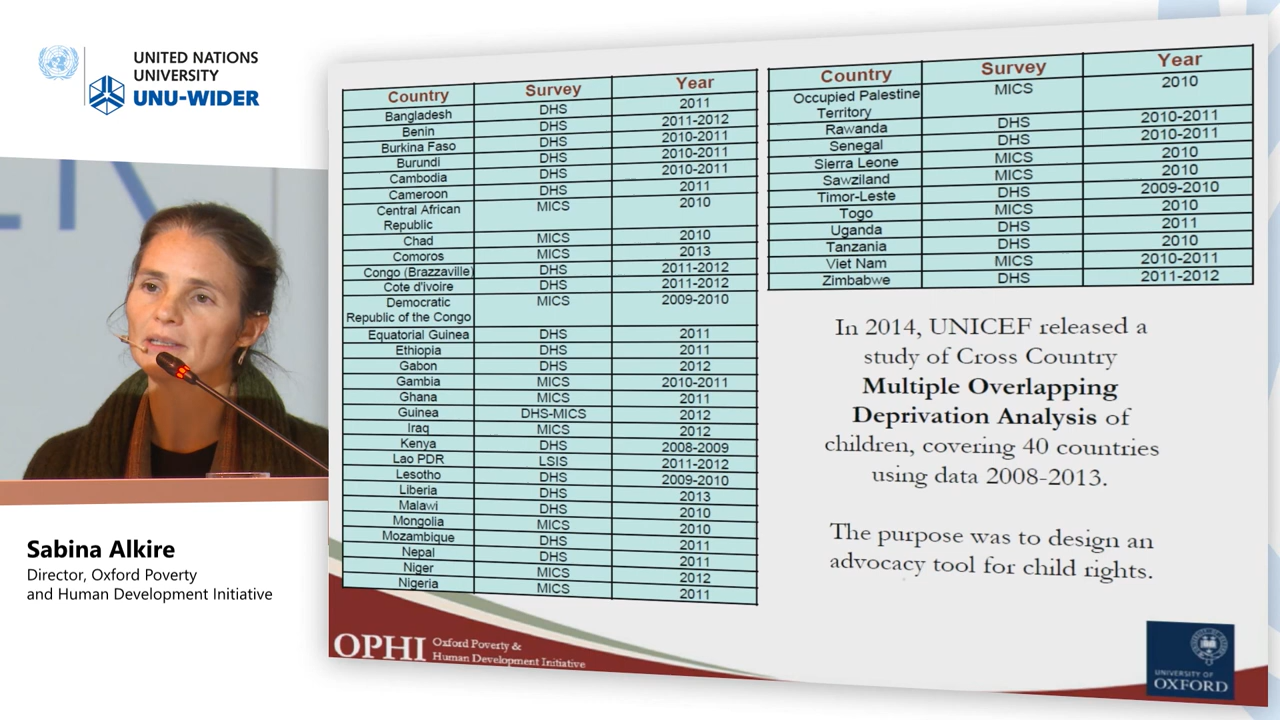 UNITED NATIONS
UNIVERSITY
UNU-WIDER
Sabina Alkire
Director, Oxford Poverty
and Human Development Initiative
Country Survey Year
Bangladesh DHS 2011
Benin DHS 2011-2012
Burkina Faso DHS 2010-2011
Burundi DHS 2010-2011
Cambodia DHS 2010-2011
Cameroon DHS 2011
Central African MICS 2010
Republic
Chad MICS 2010
Comoros MICS 2013
Congo (Brazzaville) DHS 2011-2012
Cote d'ivoire DHS 2011-2012
Democratic MICS 2009-2010
Republic of the Congo
Equatorial Guinea DHS 2011
Ethiopia DHS 2011
Gabon DHS 2012
Gambia MICS 2010-2011
Ghana MICS 2011
Guinea DHS-MICS 2012
Iraq MICS 2012
Kenya DHS 2008-2009
Lao PDR LSIS 2011-2012
Lesotho DHS 2009-2010
Liberia DHS 2013
Malawi DHS 2010
Mongolia MICS 2010
Mozambique DHS 2011
Nepal DHS 2011
Niger MICS 2012
Nigeria MICS 2011
Country Survey Year
Occupied Palestine MICS 2010
Territory
Rawanda DHS 2010-2011
Senegal DHS 2010-2011
Sierra Leone MICS 2010
Sawziland MICS 2010
Timor-Leste DHS 2009-2010
Togo MICS 2010
Uganda DHS 2011
Tanzania DHS 2010
Viet Nam MICS 2010-2011
Zimbabwe DHS 2011-2012
In 2014, UNICEF released a
study of Cross Country
Multiple Overlapping
Deprivation Analysis of
children, covering 40 countries
using data 2008-2013.
The purpose was to design an
advocacy tool for child rights.
OPHI
Oxford Poverty &
Human Development Initiative
UNIVERSITY OF
OXFORD